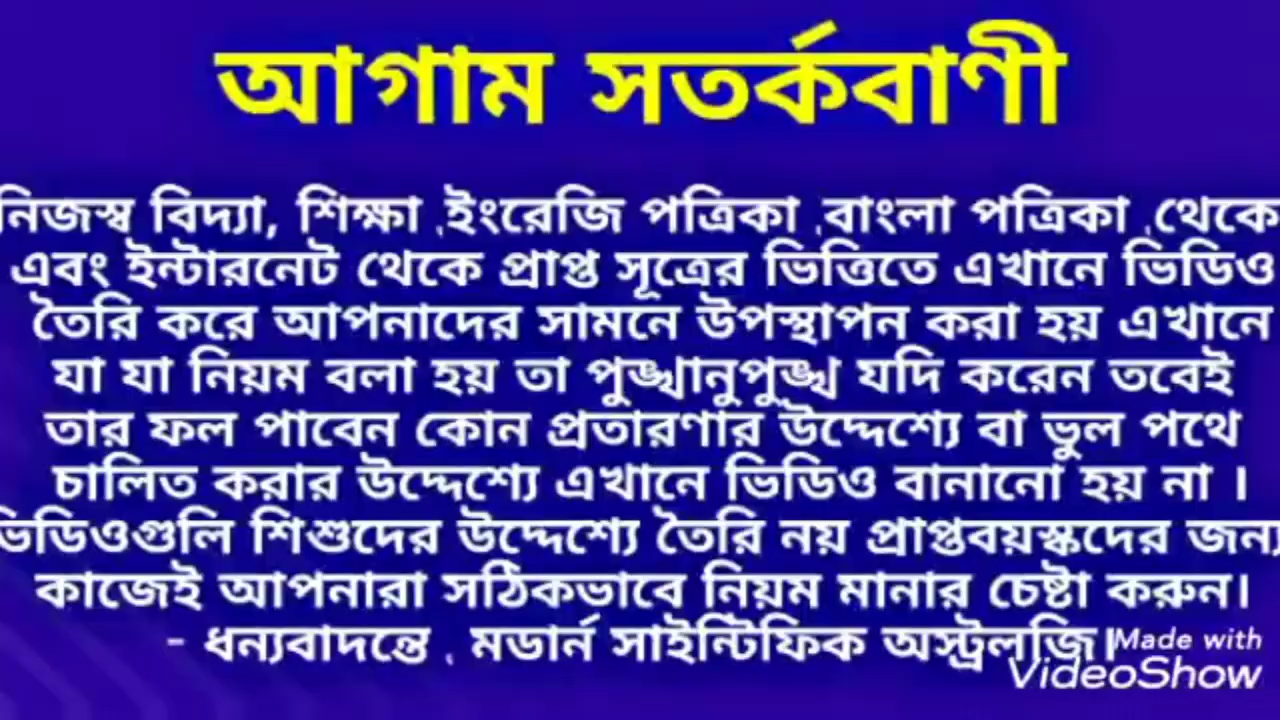 আগাম সতর্কবাণী
নিজস্ব বিদ্যা, শিক্ষা ,ইংরেজি পত্রিকা ,বাংলা পত্রিকা ,থেকে
এবং ইন্টারনেট থেকে প্রাপ্ত সূত্রের ভিত্তিতে এখানে ভিডিও
তৈরি করে আপনাদের সামনে উপস্থাপন করা হয় এখানে
যা যা নিয়ম বলা হয় তা পুঙ্খানুপুঙ্খ যদি করেন তবেই
তার ফল পাবেন কোন প্রতারণার উদ্দেশ্যে বা ভুল পথে
চালিত করার উদ্দেশ্যে এখানে ভিডিও বানানো হয় না ।
ভিডিওগুলি শিশুদের উদ্দেশ্যে তৈরি নয় প্রাপ্তবয়স্কদের জন্য
কাজেই আপনারা সঠিকভাবে নিয়ম মানার চেষ্টা করুন।
- ধন্যবাদন্তে , মডার্ন সাইন্টিফিক অস্ট্রলজি।
Made with
VideoShow